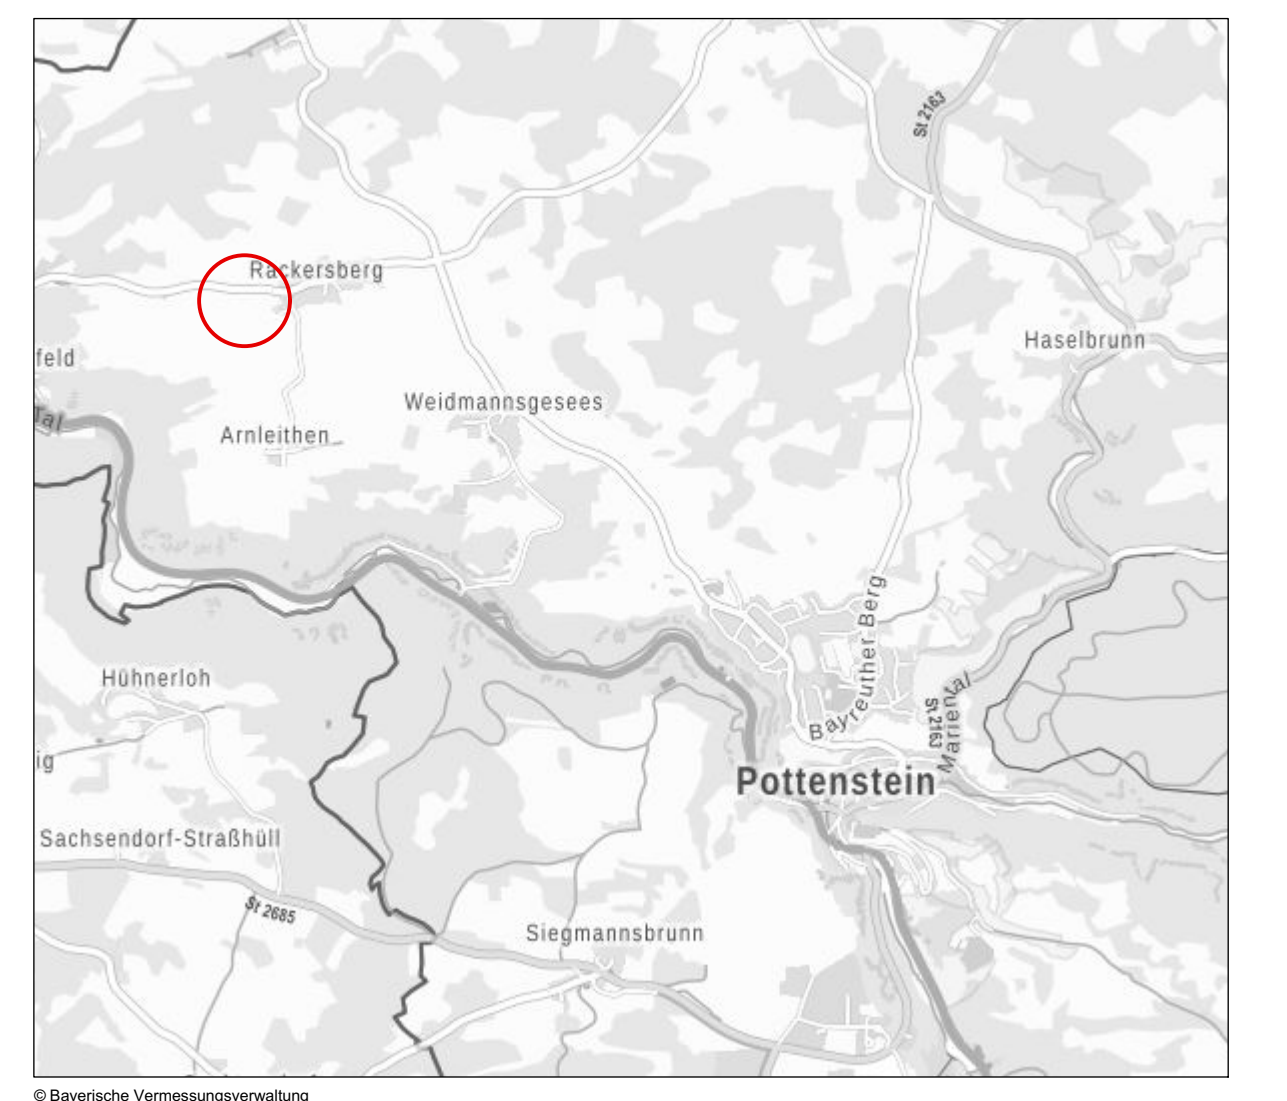 St 2163
Rackersberg
Haselbrunn
feld
Weidmannsgesees
Tal
Arnleithen
Bayreuther Berg
Hühnerloh
Mariental
St 2163
ig
Pottenstein
Sachsendorf-Straßhüll
St 2685
Siegmannsbrunn
© Bayerische Vermessungsverwaltung